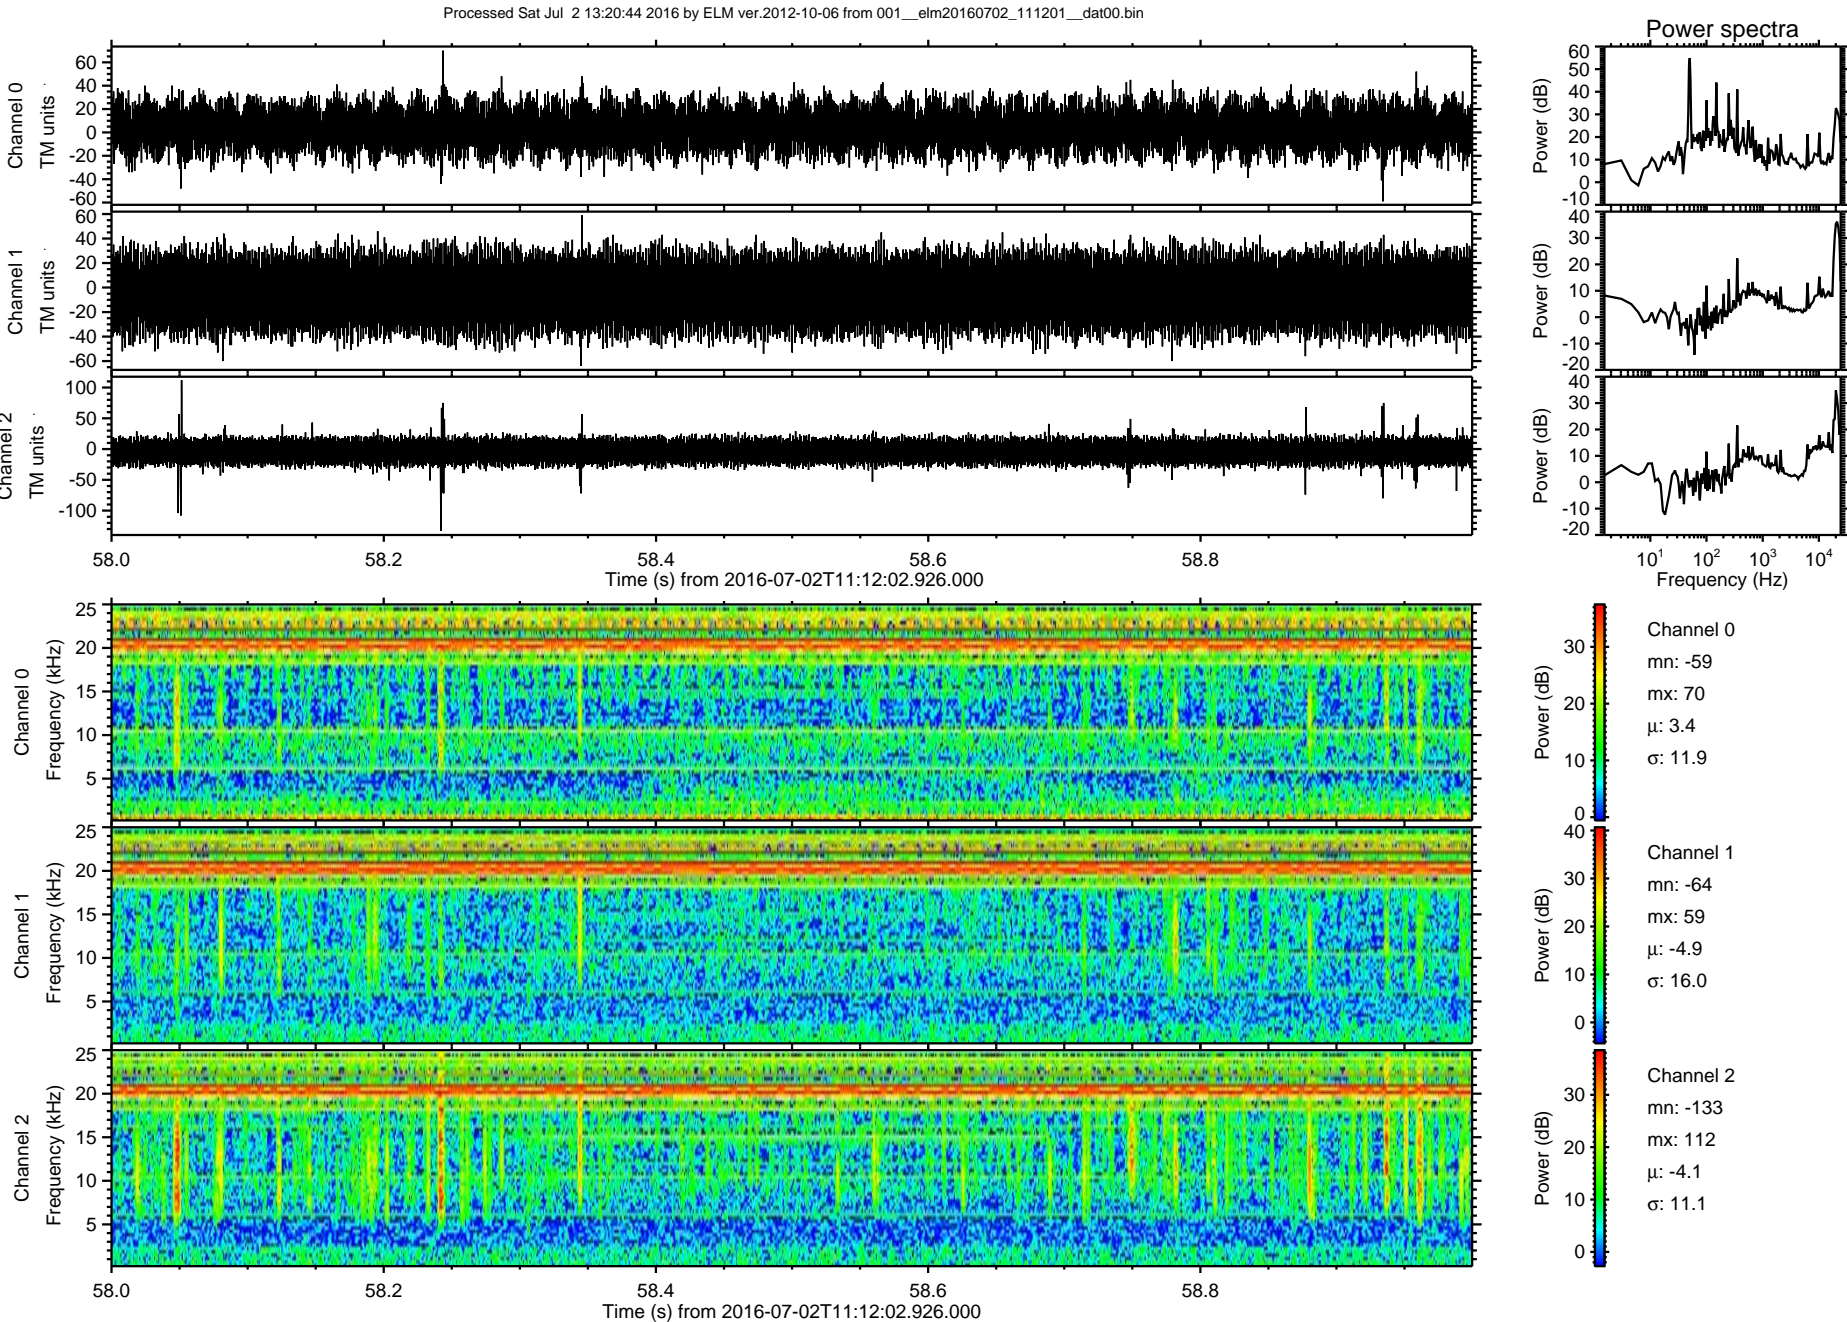 Processed Sat Jul 2 13:20:44 2016 by ELM ver.2012-10-06 from 001__elm20160702_111201__dat00.bin
Power spectra
Channel 0
TM units
60
40
20
0
-20
-40
-60
Power (dB)
60
50
40
30
20
10
0
-10
Channel 1
TM units
60
40
20
0
-20
-40
-60
Power (dB)
40
30
20
10
0
-10
-20
Channel 2
TM units
100
50
0
-50
-100
Power (dB)
40
30
20
10
0
-10
-20
58.0 58.2 58.4 58.6 58.8
Time (s) from 2016-07-02T11:12:02.926.000
10^1 10^2 10^3 10^4
Frequency (Hz)
Channel 0
Frequency (kHz)
25
20
15
10
5
Power (dB)
30
20
10
0
Channel 0
mn: -59
mx: 70
μ: 3.4
σ: 11.9
Channel 1
Frequency (kHz)
25
20
15
10
5
Power (dB)
40
30
20
10
0
Channel 1
mn: -64
mx: 59
μ: -4.9
σ: 16.0
Channel 2
Frequency (kHz)
25
20
15
10
5
Power (dB)
30
20
10
0
Channel 2
mn: -133
mx: 112
μ: -4.1
σ: 11.1
58.0 58.2 58.4 58.6 58.8
Time (s) from 2016-07-02T11:12:02.926.000